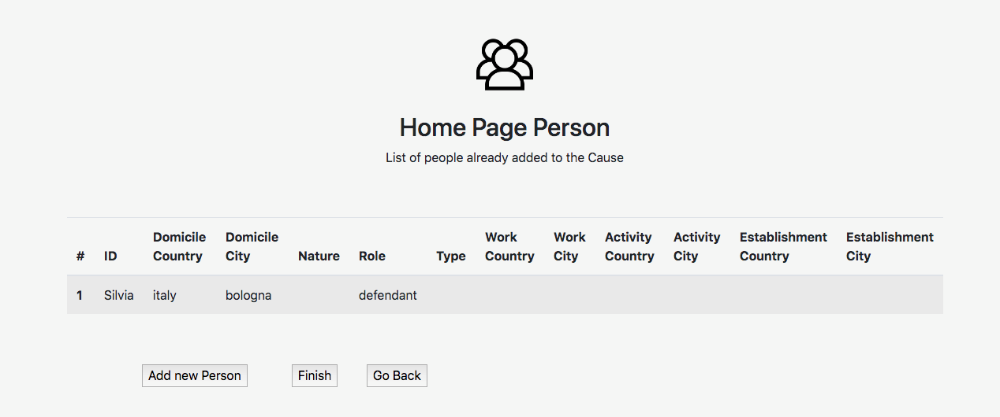 Home Page Person
List of people already added to the Cause
# ID Domicile Country Domicile City Nature Role Type Work Country Work City Activity Country Activity City Establishment Country Establishment City
1 Silvia italy bologna defendant
Add new Person Finish Go Back